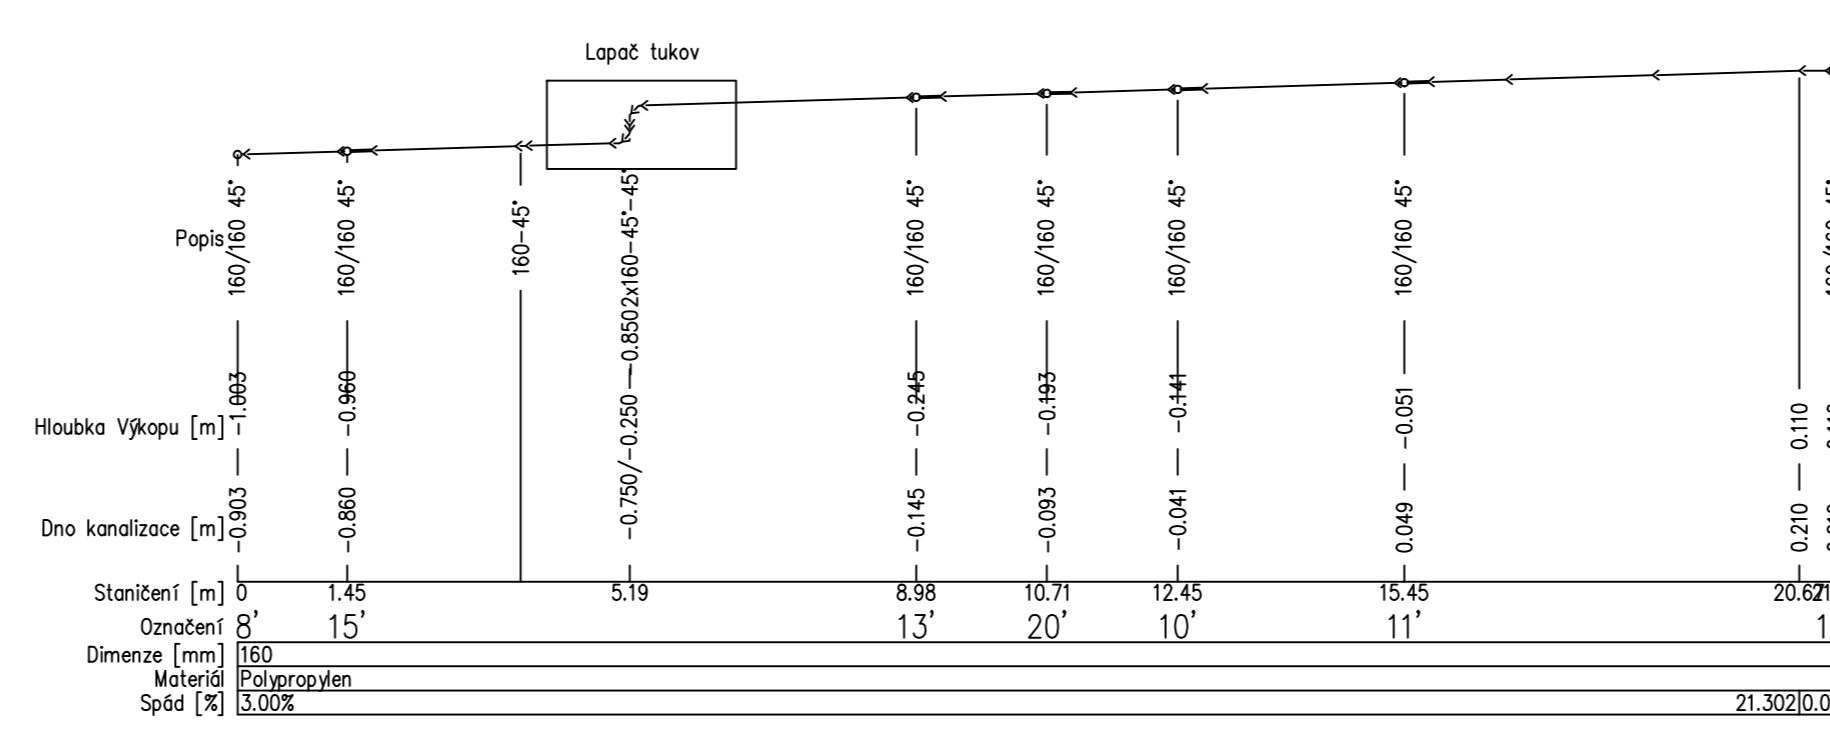 Lapač tukov
Popis 160/160 45° 160/160 45° 160-45° 2x160-45°-45° 160/160 45° 160/160 45° 160/160 45° 160/160 45°
Hloubka Výkopu [m] -1.003 -0.960 -0.850 -0.245 -0.193 -0.141 -0.051 0.110
Dno kanalizace [m] -0.903 -0.860 -0.750/-0.250 -0.145 -0.093 -0.041 0.049 0.210
Staničení [m] 0 1.45 5.19 8.98 10.71 12.45 15.45 20.67
Označení 8' 15' 13' 20' 10' 11'
Dimenze [mm] 160
Materiál Polypropylen
Spád [%] 3.00% 21.302